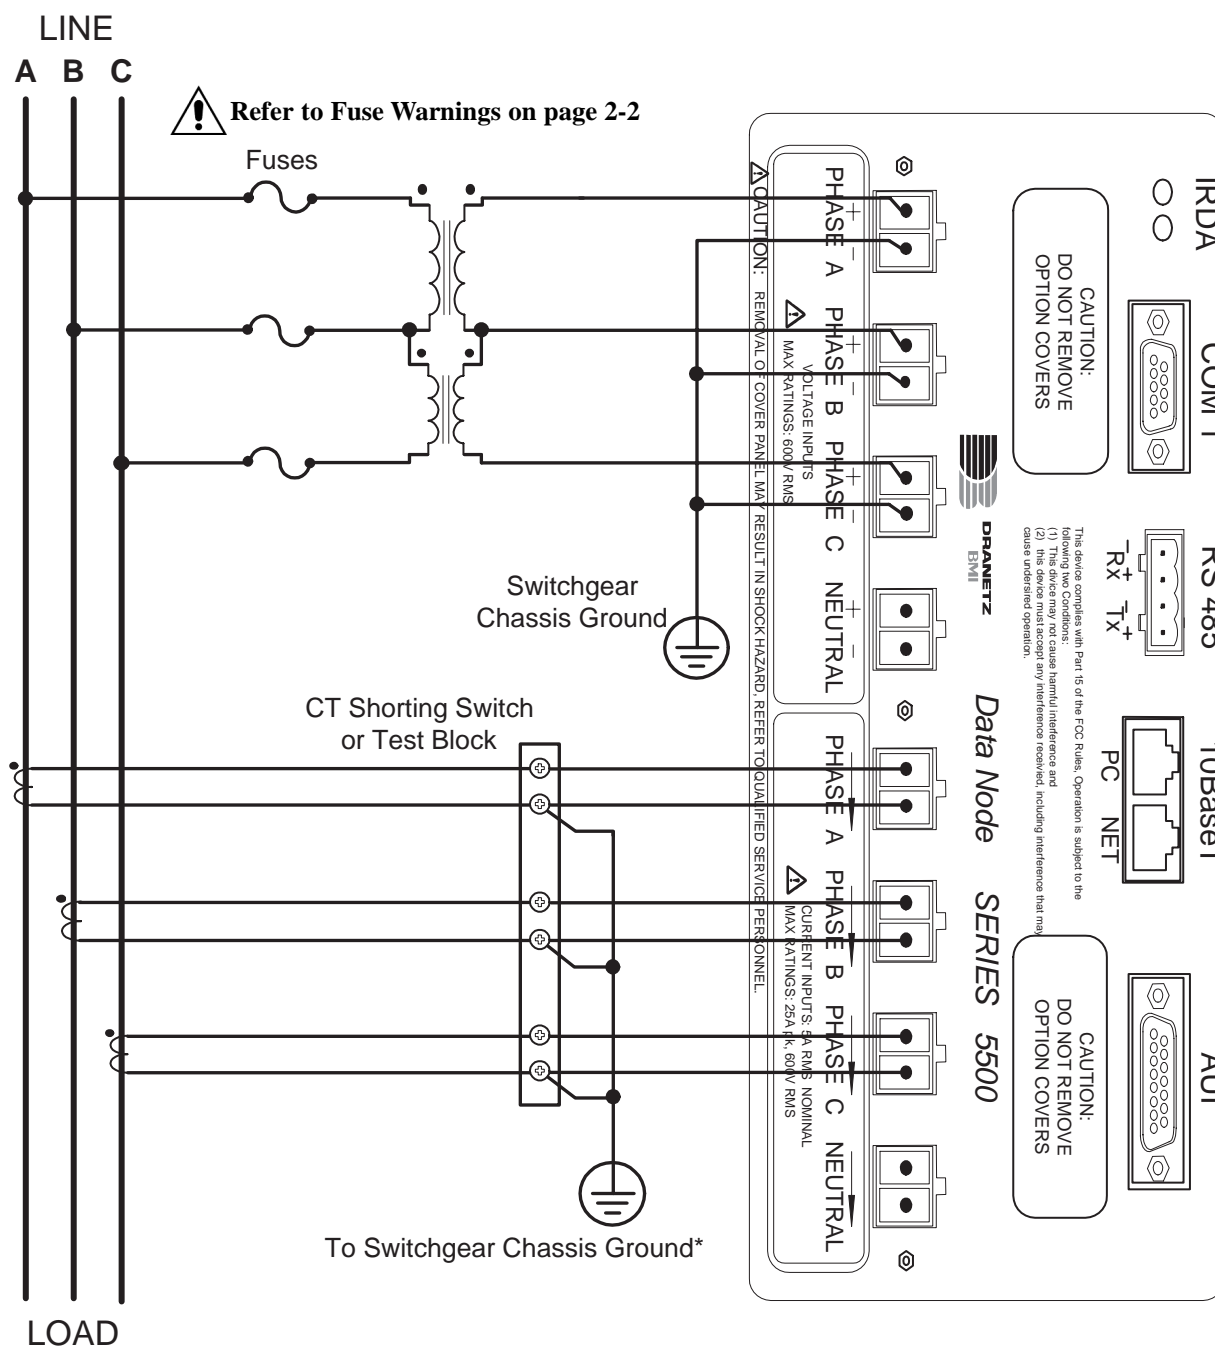 LINE
A B C
Refer to Fuse Warnings on page 2-2
Fuses
Switchgear
Chassis Ground
CT Shorting Switch
or Test Block
To Switchgear Chassis Ground*
LOAD
CAUTION: REMOVAL OF COVER PANEL MAY RESULT IN SHOCK HAZARD, REFER TO QUALIFIED SERVICE PERSONNEL.
PHASE A PHASE B PHASE C NEUTRAL
+ - + - + - + -
VOLTAGE INPUTS
MAX RATINGS: 600V RMS
PHASE A PHASE B PHASE C NEUTRAL
CURRENT INPUTS: 5A RMS NOMINAL
MAX RATINGS: 25A pk, 600V RMS
DRANETZ
BMI
Data Node SERIES 5500
CAUTION:
DO NOT REMOVE
OPTION COVERS
This device complies with Part 15 of the FCC Rules, Operation is subject to the
following two Conditions:
(1) This divice may not cause harmful interference and
(2) this device must accept any interference receivied, including interference that may
cause undersired operation.
CAUTION:
DO NOT REMOVE
OPTION COVERS
- Rx + - Tx +
PC NET
IRDA
COM 1
RS 485
10BaseT
AUI